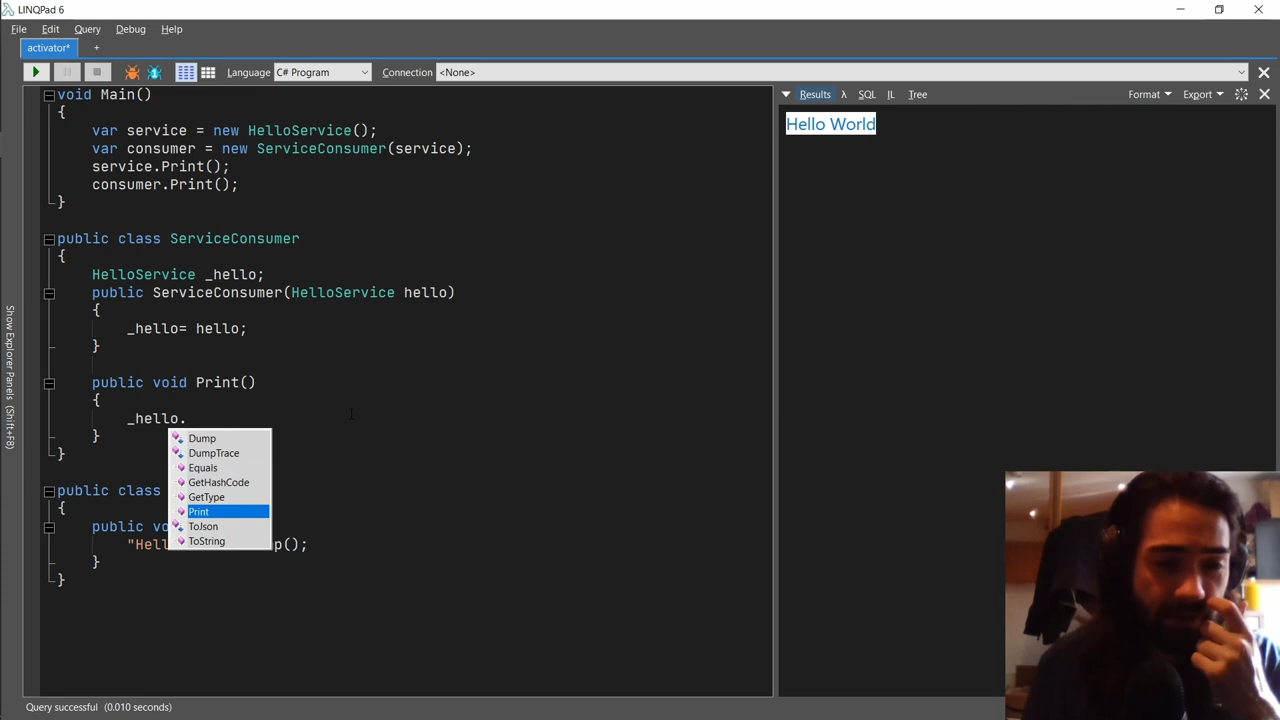 LINQPad 6
File Edit Query Debug Help
activator* +
Language C# Program Connection <None>
void Main()
{
var service = new HelloService();
var consumer = new ServiceConsumer(service);
service.Print();
consumer.Print();
}
public class ServiceConsumer
{
HelloService _hello;
public ServiceConsumer(HelloService hello)
{
_hello= hello;
}
public void Print()
{
_hello.
}
}
Dump
DumpTrace
Equals
GetHashCode
GetType
Print
ToJson
ToString
public class
{
public vo
"Hell p();
}
}
Results λ SQL IL Tree Format Export
Hello World
Show Explorer Panels (Shift+F8)
Query successful (0.010 seconds)